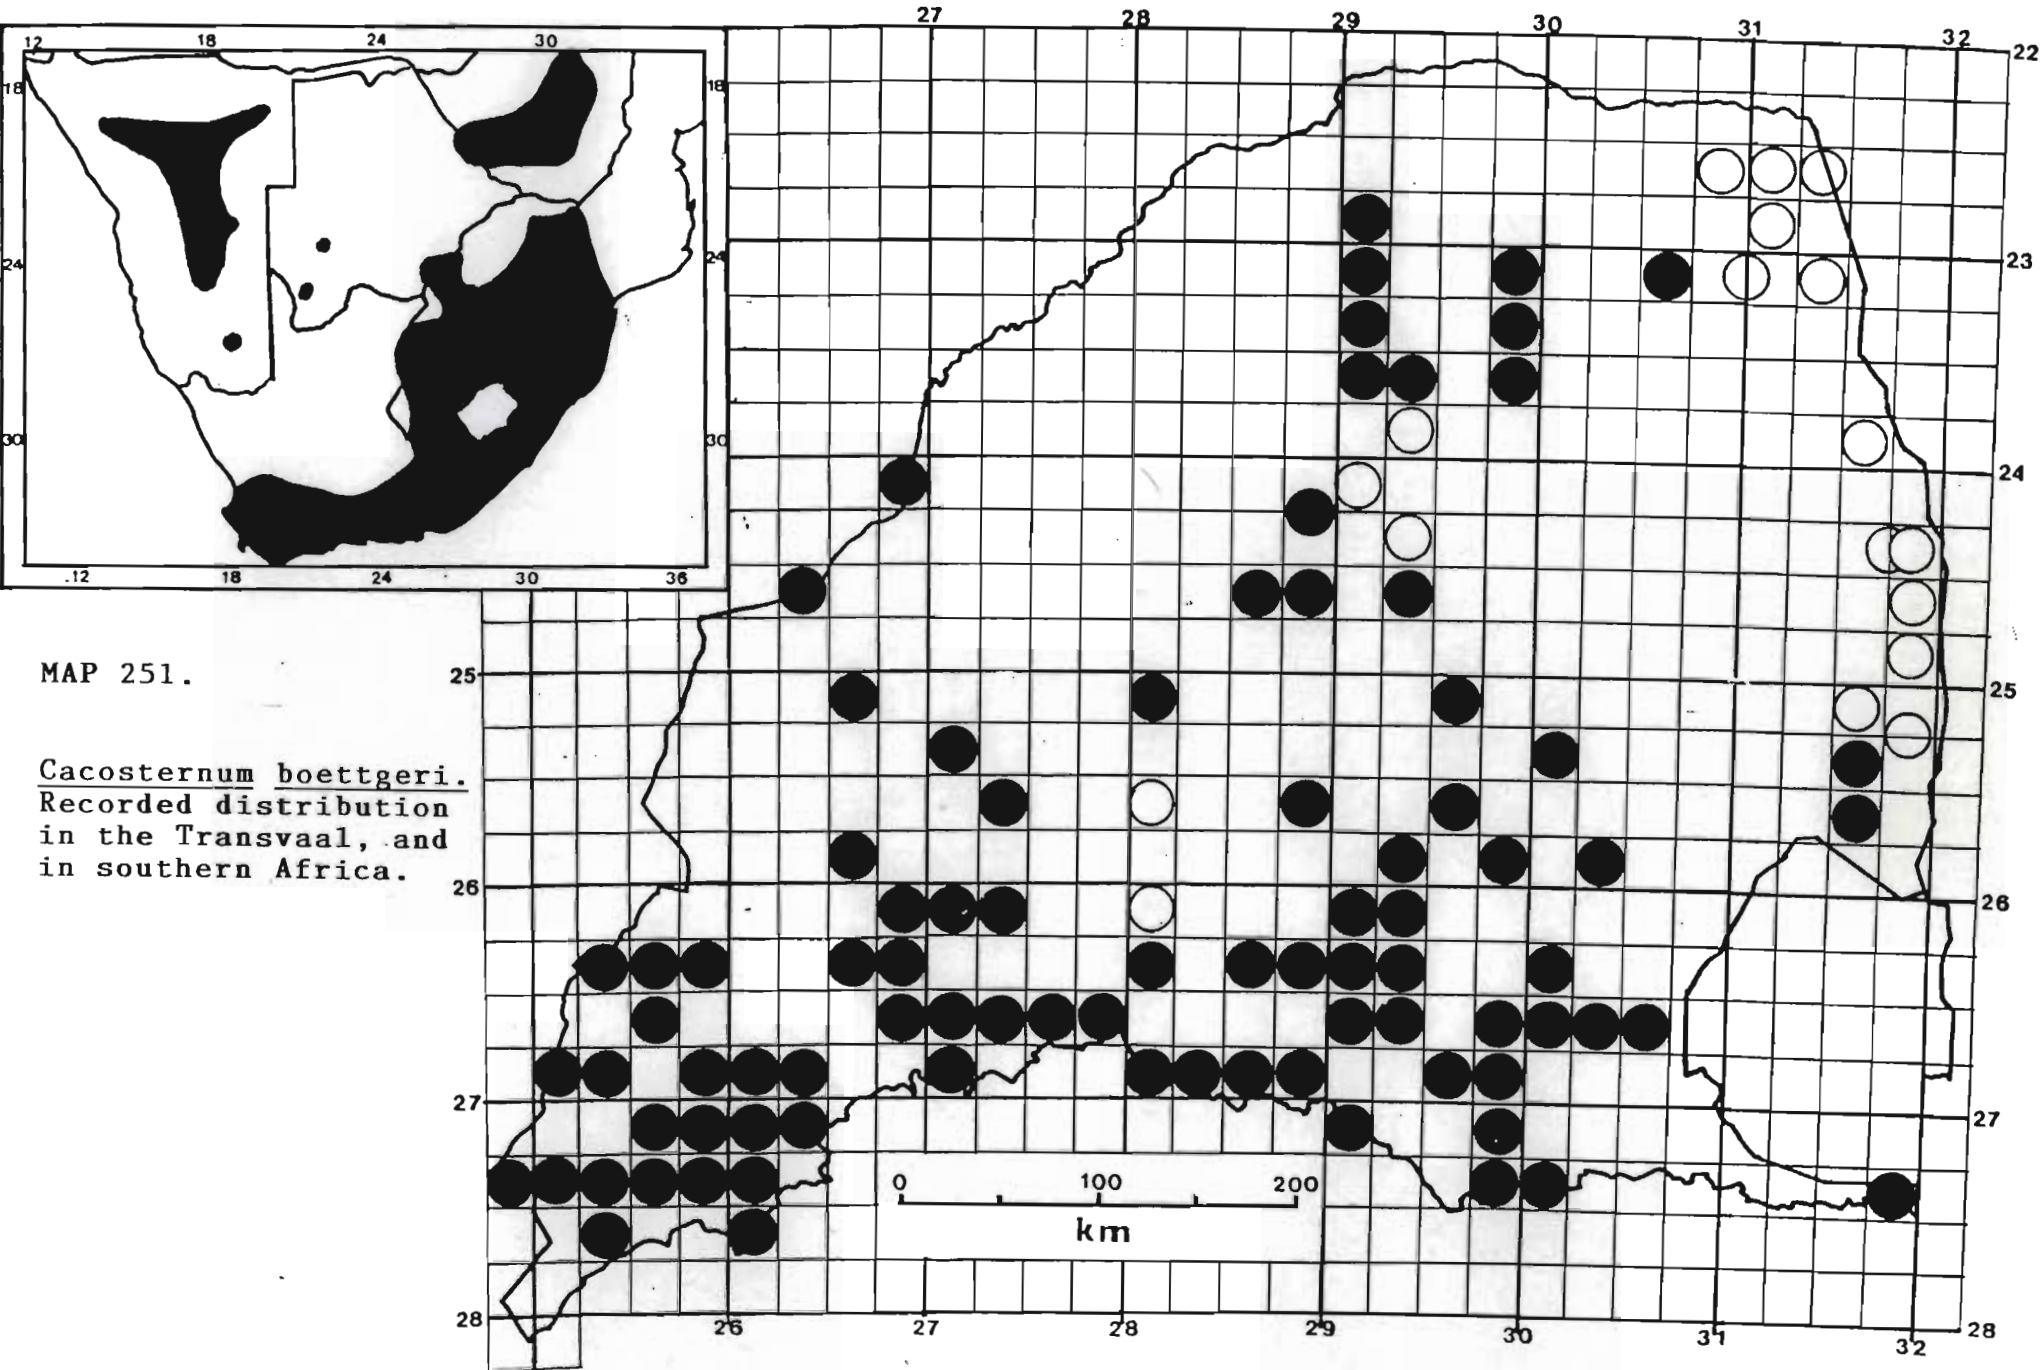 27 28 29 30 31 32
22
12 18 24 30
18 18
24 24
30 30
.12 18 24 30 36
23
24
MAP 251.
25 25
Cacosternum boettgeri.
Recorded distribution
in the Transvaal, and
in southern Africa.
26 26
27 27
0 100 200
km
28 28
26 27 28 29 30 31 32